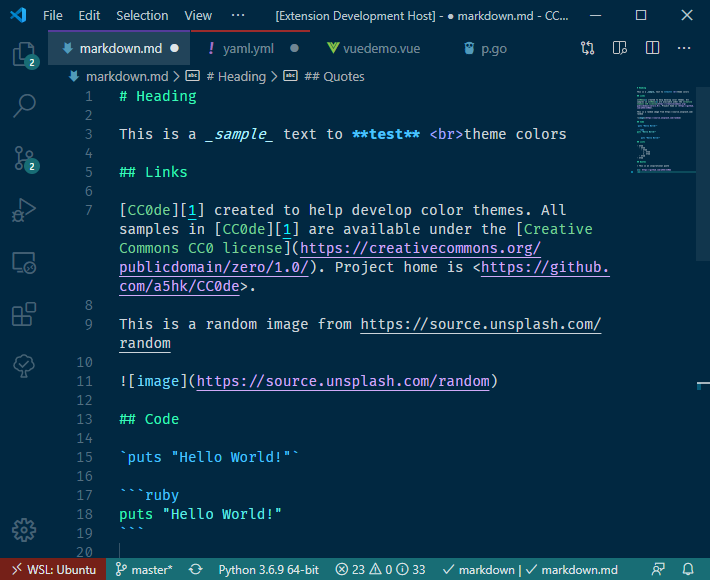 File Edit Selection View ··· [Extension Development Host] - ● markdown.md - CC...
markdown.md ● ! yaml.yml ● vuedemo.vue p.go ···
markdown.md > # Heading > ## Quotes
1 # Heading
2
3 This is a _sample_ text to **test** <br>theme colors
4
5 ## Links
6
7 [CC0de][1] created to help develop color themes. All
samples in [CC0de][1] are available under the [Creative
Commons CC0 license](https://creativecommons.org/
publicdomain/zero/1.0/). Project home is <https://github.
com/a5hk/CC0de>.
8
9 This is a random image from https://source.unsplash.com/
random
10
11 ![image](https://source.unsplash.com/random)
12
13 ## Code
14
15 `puts "Hello World!"`
16
17 ```ruby
18 puts "Hello World!"
19 ```
20
2
2
WSL: Ubuntu master* Python 3.6.9 64-bit 23 0 33 markdown | markdown.md